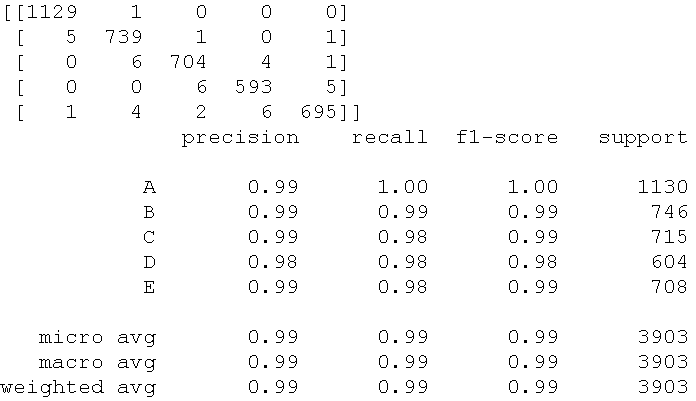 [[1129 1 0 0 0]
[ 5 739 1 0 1]
[ 0 6 704 4 1]
[ 0 0 6 593 5]
[ 1 4 2 6 695]]
precision recall f1-score support
A 0.99 1.00 1.00 1130
B 0.99 0.99 0.99 746
C 0.99 0.98 0.99 715
D 0.98 0.98 0.98 604
E 0.99 0.98 0.99 708
micro avg 0.99 0.99 0.99 3903
macro avg 0.99 0.99 0.99 3903
weighted avg 0.99 0.99 0.99 3903